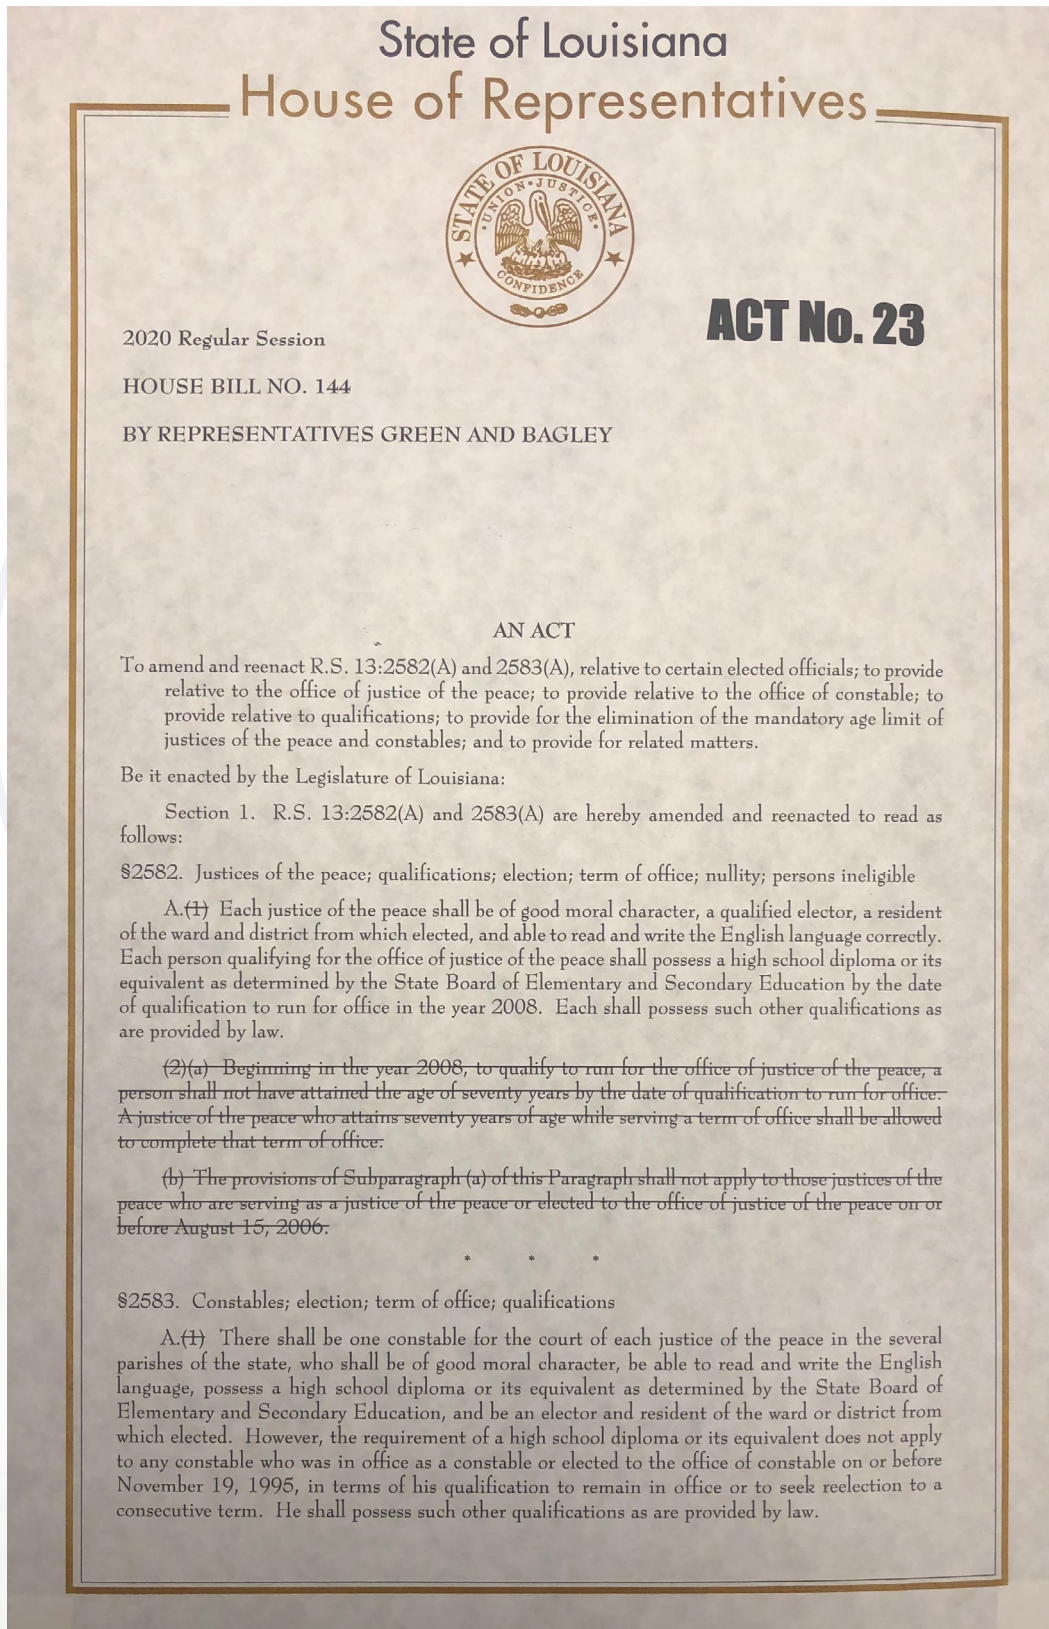 State of Louisiana
House of Representatives
STATE OF LOUISIANA
UNION · JUSTICE
CONFIDENCE
ACT No. 23
2020 Regular Session
HOUSE BILL NO. 144
BY REPRESENTATIVES GREEN AND BAGLEY
AN ACT
To amend and reenact R.S. 13:2582(A) and 2583(A), relative to certain elected officials; to provide
relative to the office of justice of the peace; to provide relative to the office of constable; to
provide relative to qualifications; to provide for the elimination of the mandatory age limit of
justices of the peace and constables; and to provide for related matters.
Be it enacted by the Legislature of Louisiana:
Section 1. R.S. 13:2582(A) and 2583(A) are hereby amended and reenacted to read as
follows:
§2582. Justices of the peace; qualifications; election; term of office; nullity; persons ineligible
A.(1) Each justice of the peace shall be of good moral character, a qualified elector, a resident
of the ward and district from which elected, and able to read and write the English language correctly.
Each person qualifying for the office of justice of the peace shall possess a high school diploma or its
equivalent as determined by the State Board of Elementary and Secondary Education by the date
of qualification to run for office in the year 2008. Each shall possess such other qualifications as
are provided by law.
(2)(a) Beginning in the year 2008, to qualify to run for the office of justice of the peace, a
person shall not have attained the age of seventy years by the date of qualification to run for office.
A justice of the peace who attains seventy years of age while serving a term of office shall be allowed
to complete that term of office.
(b) The provisions of Subparagraph (a) of this Paragraph shall not apply to those justices of the
peace who are serving as a justice of the peace or elected to the office of justice of the peace on or
before August 15, 2006.
* * *
§2583. Constables; election; term of office; qualifications
A.(1) There shall be one constable for the court of each justice of the peace in the several
parishes of the state, who shall be of good moral character, be able to read and write the English
language, possess a high school diploma or its equivalent as determined by the State Board of
Elementary and Secondary Education, and be an elector and resident of the ward or district from
which elected. However, the requirement of a high school diploma or its equivalent does not apply
to any constable who was in office as a constable or elected to the office of constable on or before
November 19, 1995, in terms of his qualification to remain in office or to seek reelection to a
consecutive term. He shall possess such other qualifications as are provided by law.